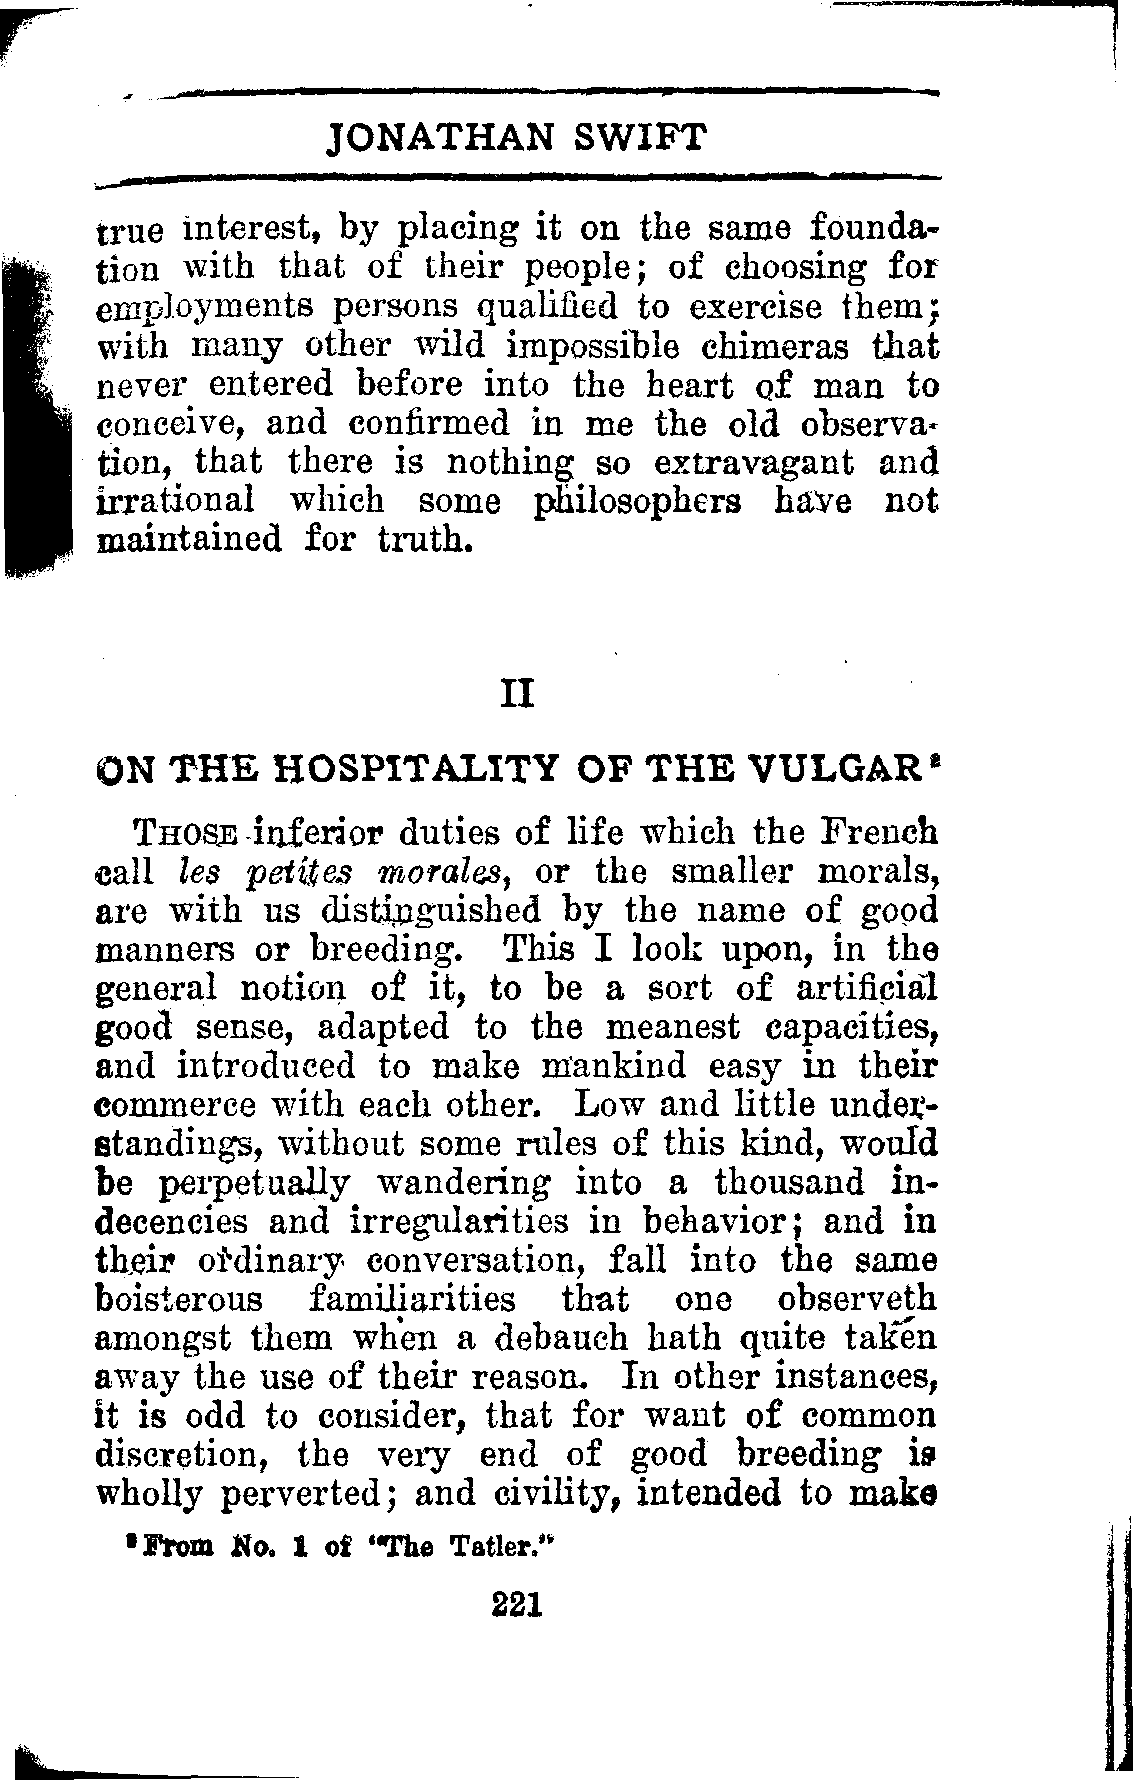 JONATHAN SWIFT
true interest, by placing it on the same founda-
tion with that of their people; of choosing for
employments persons qualified to exercise them;
with many other wild impossible chimeras that
never entered before into the heart of man to
conceive, and confirmed in me the old observa-
tion, that there is nothing so extravagant and
irrational which some philosophers have not
maintained for truth.
II
ON THE HOSPITALITY OF THE VULGAR²
THOSE inferior duties of life which the French
call les petites morales, or the smaller morals,
are with us distinguished by the name of good
manners or breeding. This I look upon, in the
general notion of it, to be a sort of artificial
good sense, adapted to the meanest capacities,
and introduced to make mankind easy in their
commerce with each other. Low and little under-
standings, without some rules of this kind, would
be perpetually wandering into a thousand in-
decencies and irregularities in behavior; and in
their ordinary conversation, fall into the same
boisterous familiarities that one observeth
amongst them when a debauch hath quite taken
away the use of their reason. In other instances,
it is odd to consider, that for want of common
discretion, the very end of good breeding is
wholly perverted; and civility, intended to make
² From No. 1 of "The Tatler."
221